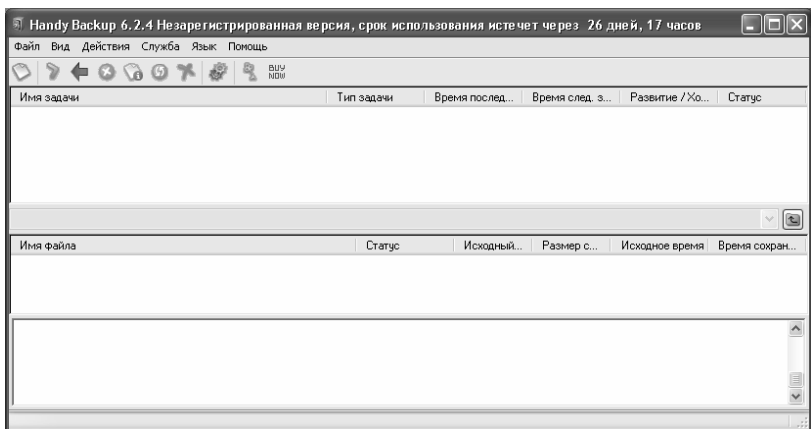 Handy Backup 6.2.4 Незарегистрированная версия, срок использования истечет через 26 дней, 17 часов
Файл Вид Действия Служба Язык Помощь
BUY NOW
Имя задачи Тип задачи Время послед... Время след. з... Развитие / Хо... Статус
Имя файла Статус Исходный... Размер с... Исходное время Время сохран...